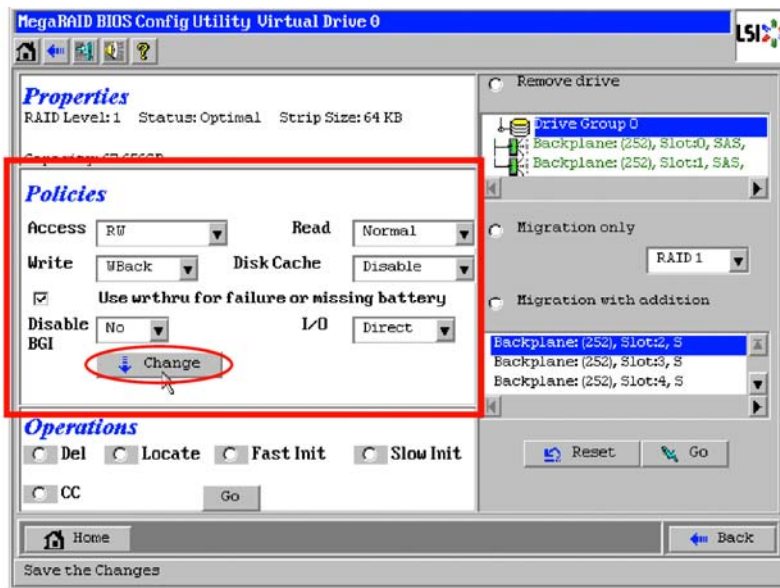 MegaRAID BIOS Config Utility Virtual Drive 0
LSI
Properties
RAID Level: 1 Status: Optimal Strip Size: 64 KB
Policies
Access RW Read Normal
Write WBack Disk Cache Disable
Use wrthru for failure or missing battery
Disable BGI No I/O Direct
Change
Operations
Del Locate Fast Init Slow Init
CC Go
Remove drive
Drive Group 0
Backplane: (252), Slot:0, SAS,
Backplane: (252), Slot:1, SAS,
Migration only
RAID 1
Migration with addition
Backplane: (252), Slot:2, S
Backplane: (252), Slot:3, S
Backplane: (252), Slot:4, S
Reset Go
Home Back
Save the Changes